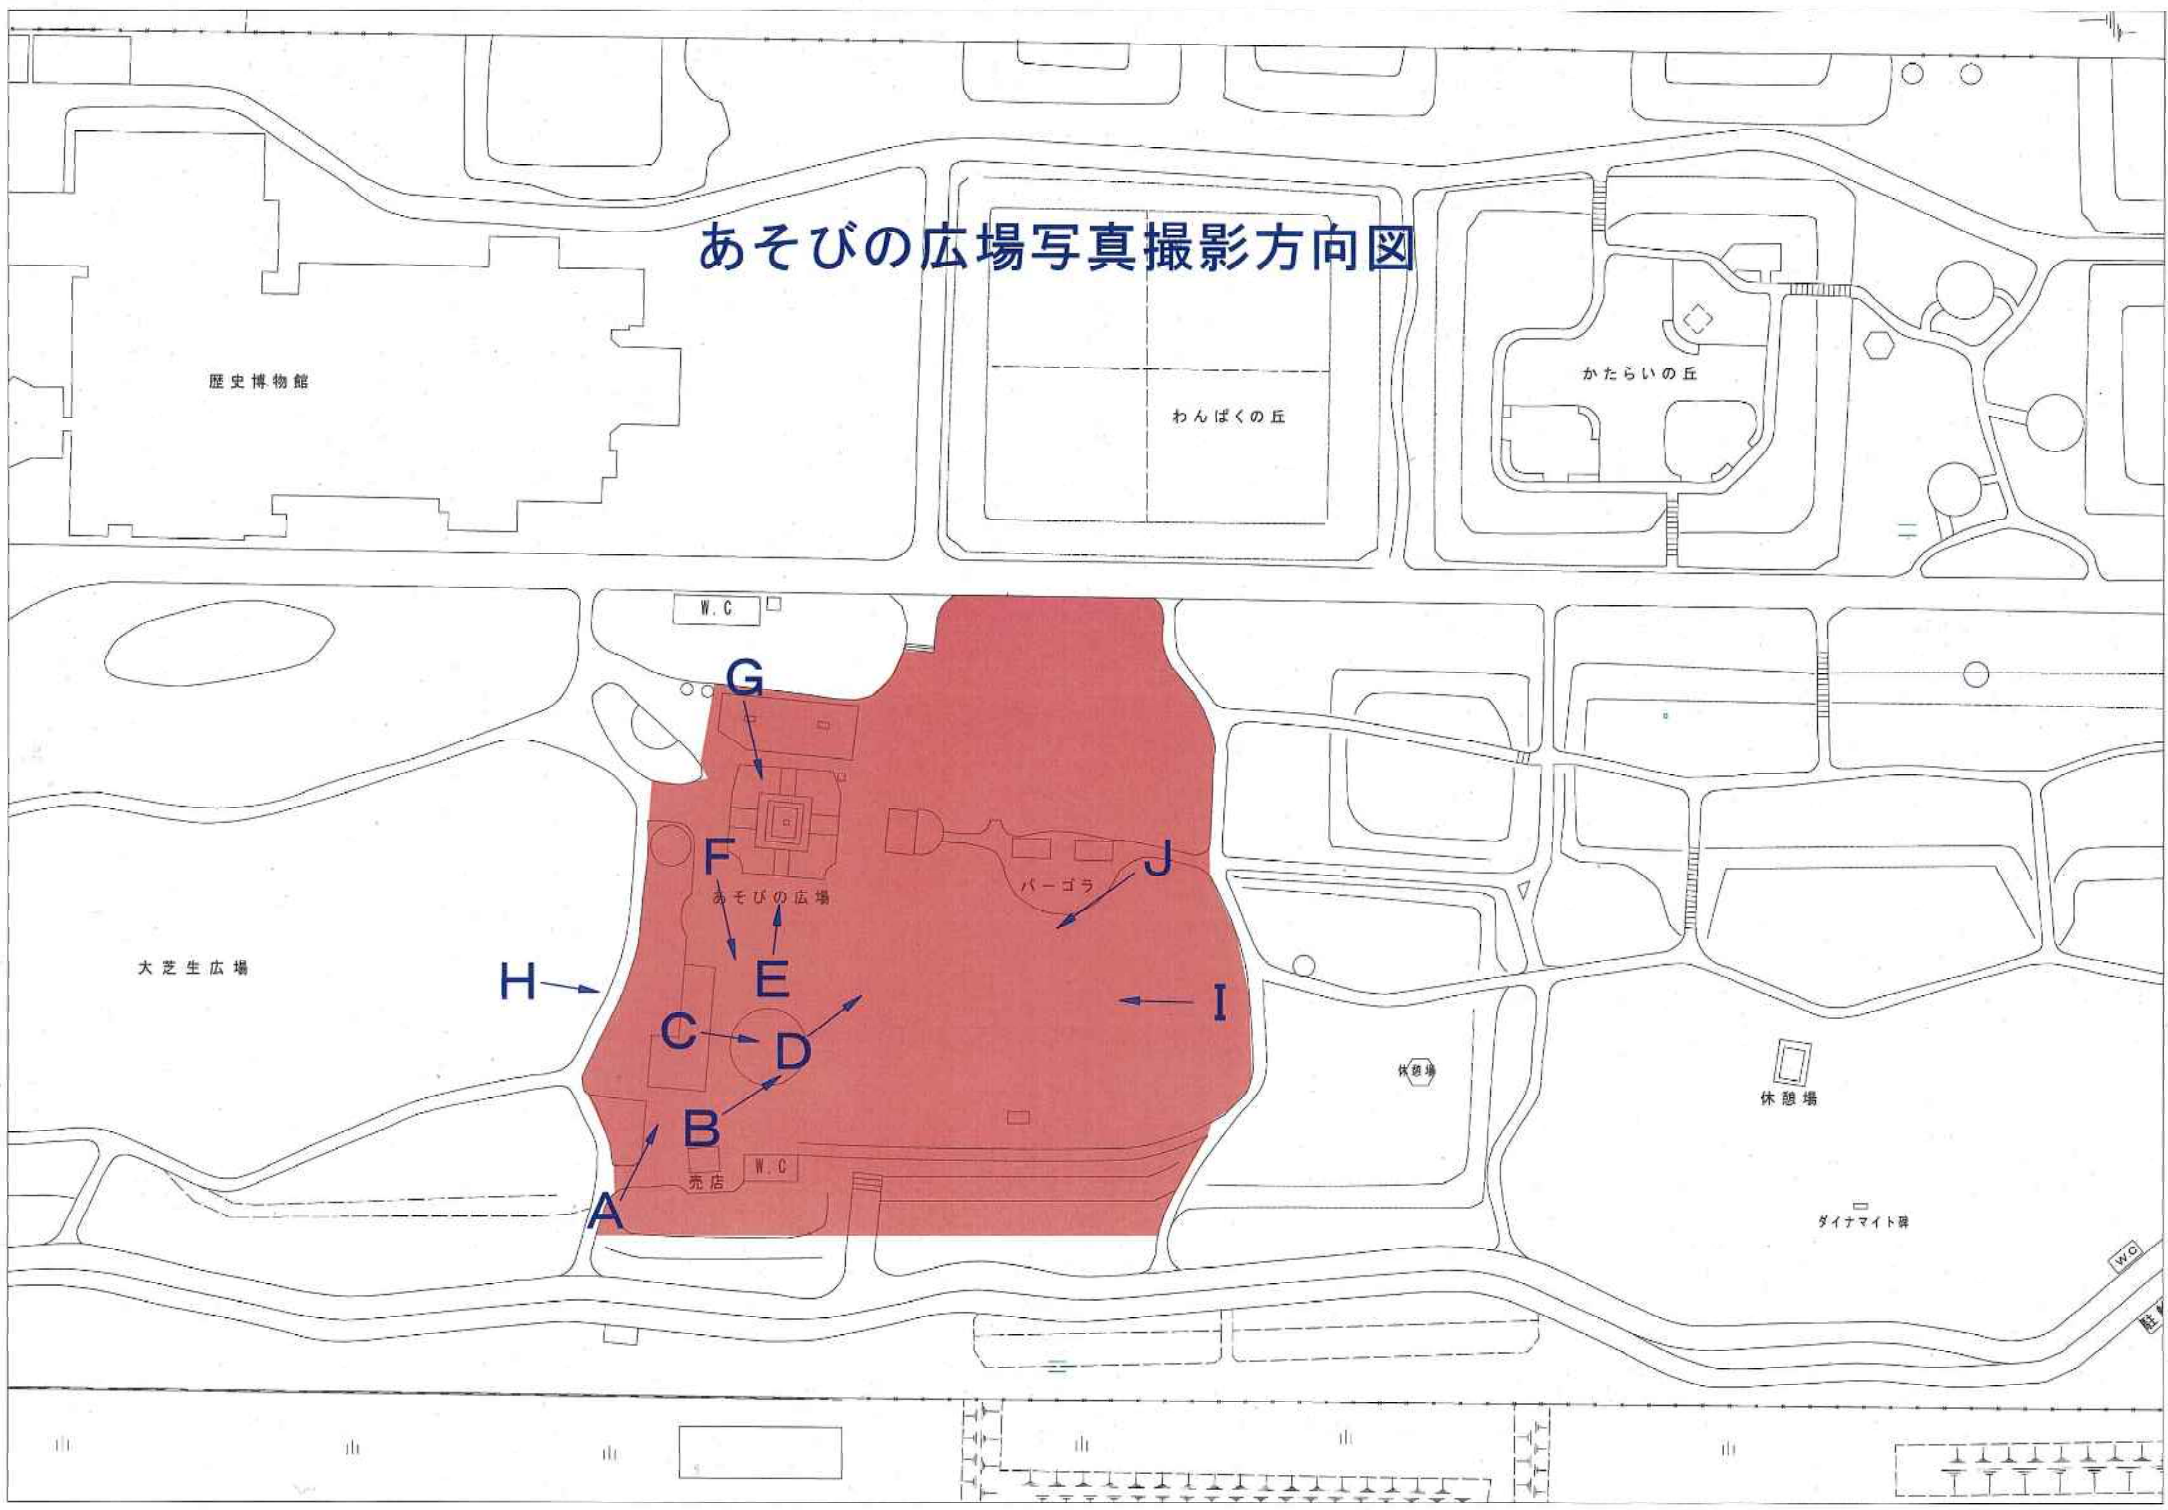 あそびの広場写真撮影方向図
歴史博物館
わんぱくの丘
かたらいの丘
W.C
G
F
あそびの広場
パーゴラ
J
大芝生広場
H
E
I
C
D
休憩場
休憩場
B
W.C
売店
A
ダイナマイト碑
W.C